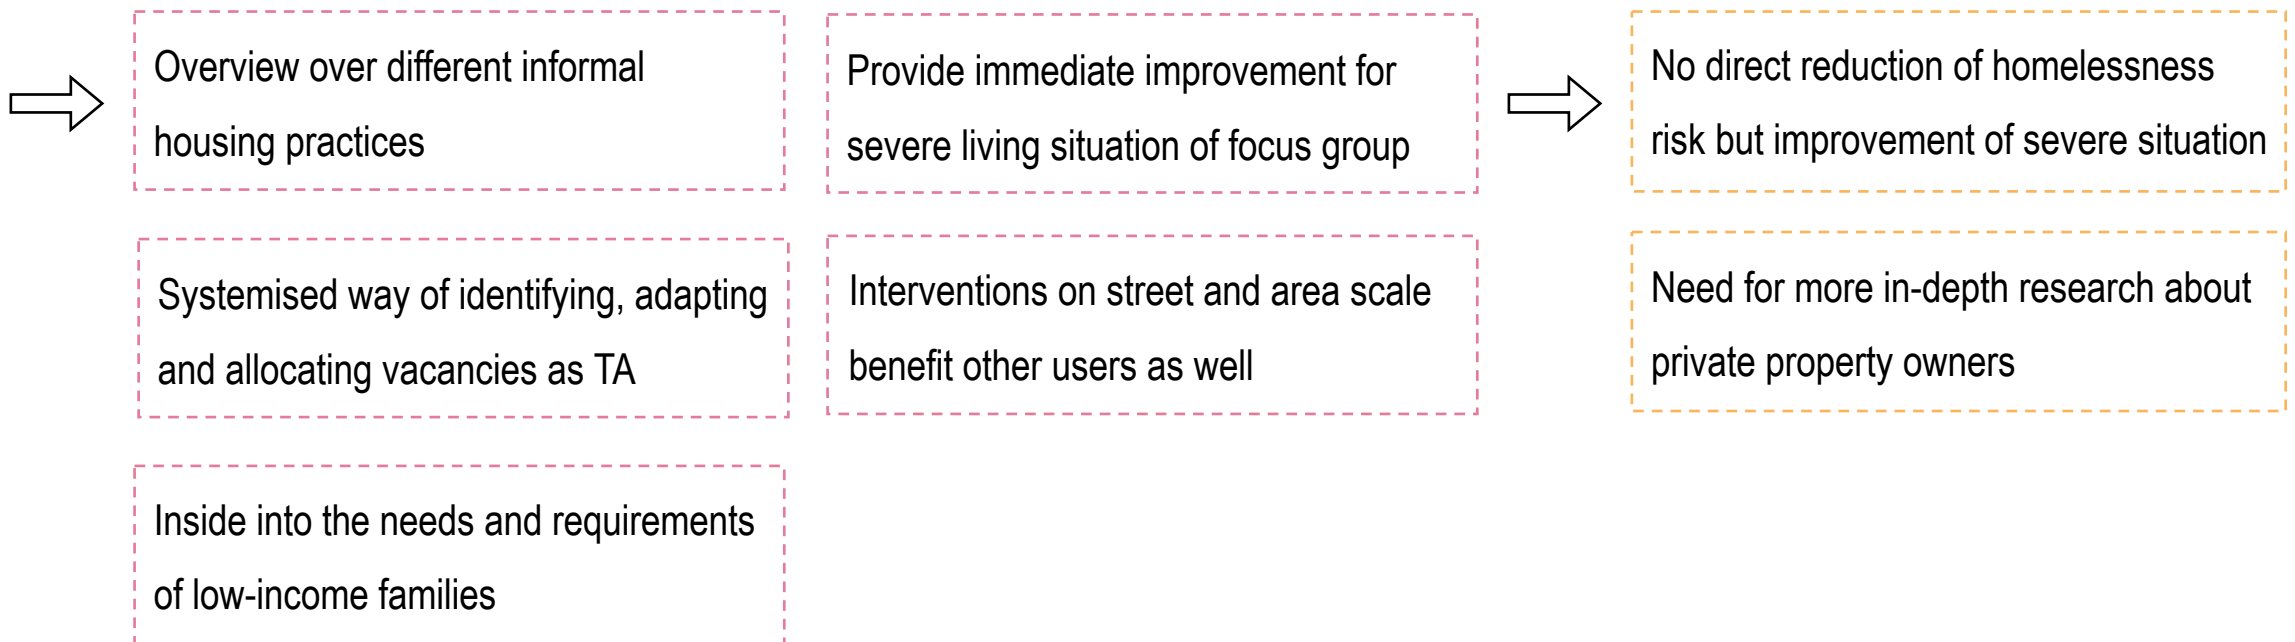 Overview over different informal
housing practices
Systemised way of identifying, adapting
and allocating vacancies as TA
Inside into the needs and requirements
of low-income families
Provide immediate improvement for
severe living situation of focus group
Interventions on street and area scale
benefit other users as well
No direct reduction of homelessness
risk but improvement of severe situation
Need for more in-depth research about
private property owners